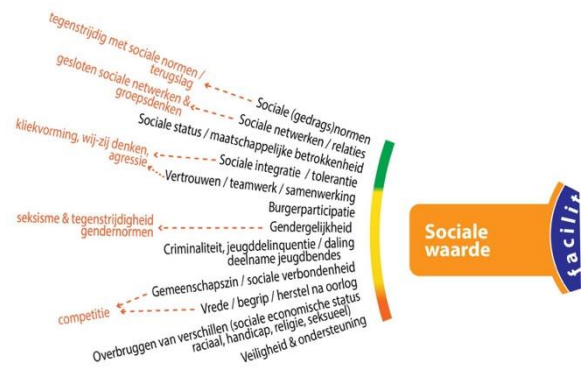 tegenstrijdig met sociale normen /
terugslag
gesloten sociale netwerken &
groepsdenken
kliekvorming, wij-zij denken,
agressie
seksisme & tegenstrijdigheid
gendernormen
competitie
Sociale (gedrags)normen
Sociale netwerken / relaties
Sociale status / maatschappelijke betrokkenheid
Sociale integratie / tolerantie
Vertrouwen / teamwerk / samenwerking
Burgerparticipatie
Gendergelijkheid
Criminaliteit, jeugddelinquentie / daling
deelname jeugdbendes
Gemeenschapszin / sociale verbondenheid
Vrede / begrip / herstel na oorlog
Overbruggen van verschillen (sociale economische status
raciaal, handicap, religie, seksueel)
Veiligheid & ondersteuning
Sociale
waarde
facilit